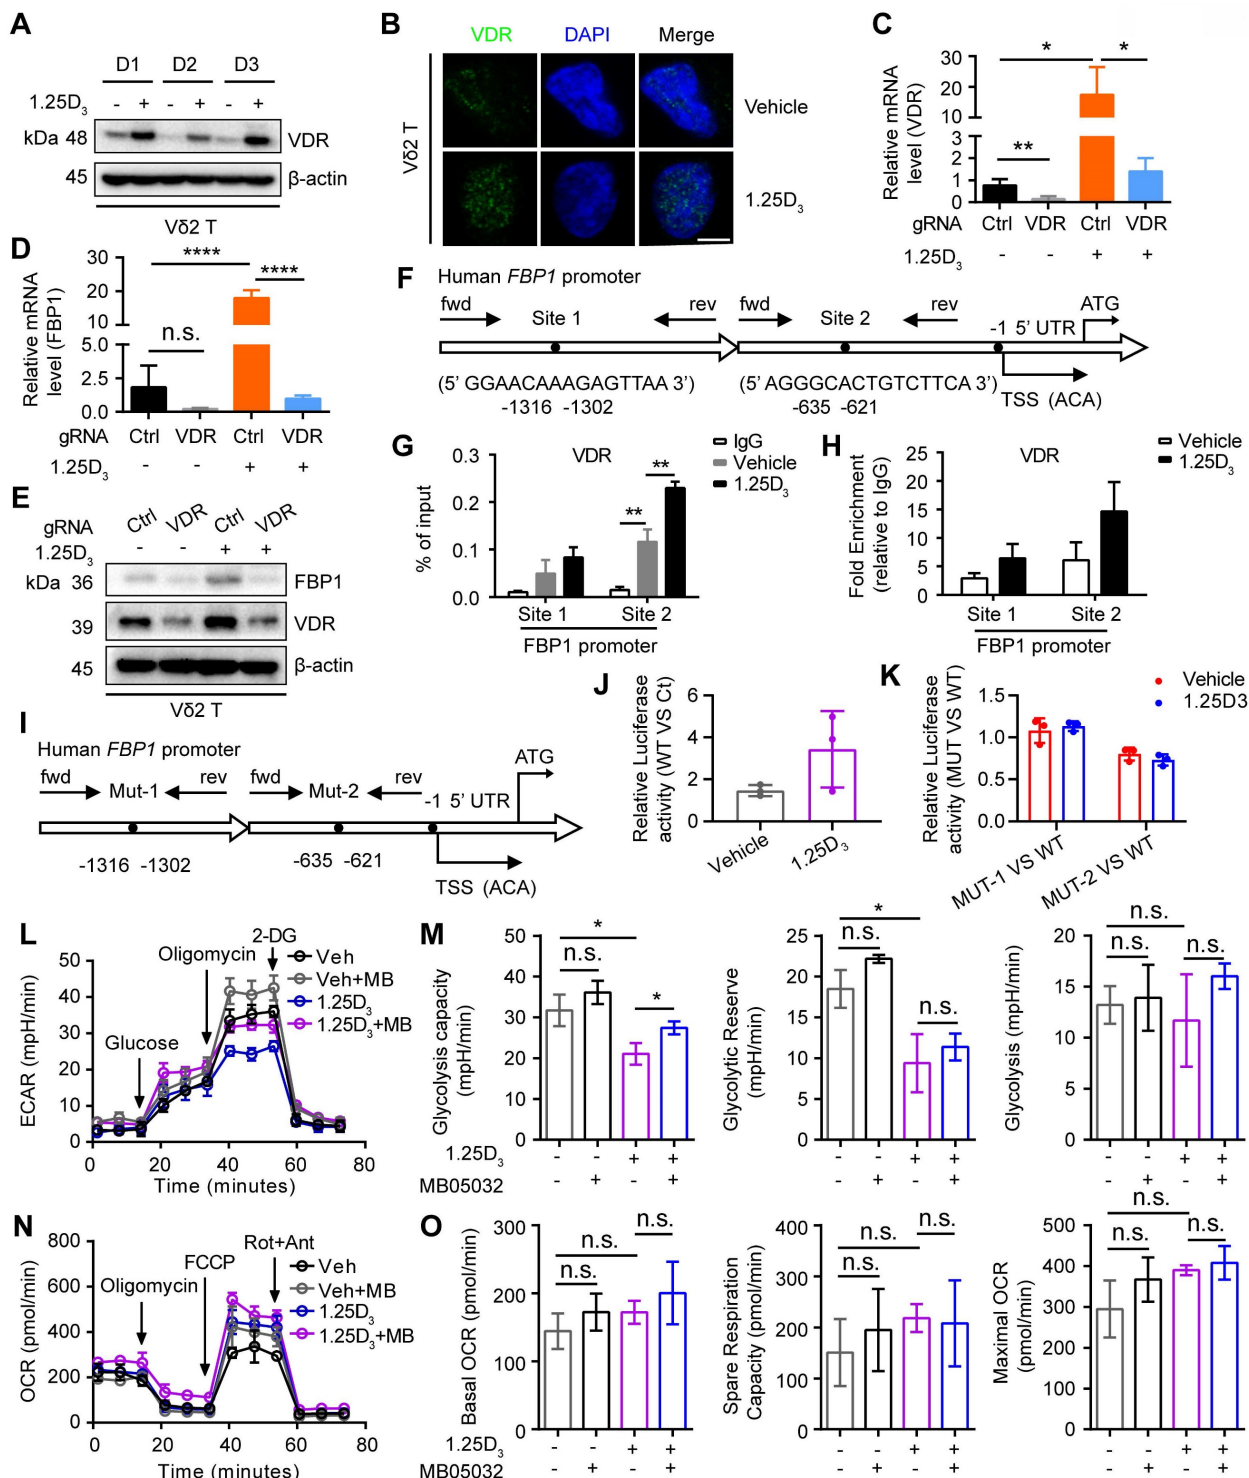 A
D1 D2 D3
1.25D3 - + - + - +
kDa 48 VDR
45 β-actin
Vδ2 T
B
VDR DAPI Merge
Vδ2 T
Vehicle
1.25D3
C
Relative mRNA level (VDR)
30
20
10
3
2
1
0
* *
**
gRNA Ctrl VDR Ctrl VDR
1.25D3 - - + +
D
Relative mRNA level (FBP1)
30
20
10
5.0
2.5
0.0
**** ****
n.s.
gRNA Ctrl VDR Ctrl VDR
1.25D3 - - + +
E
gRNA Ctrl VDR Ctrl VDR
1.25D3 - - + +
kDa 36 FBP1
39 VDR
45 β-actin
Vδ2 T
F
Human FBP1 promoter
fwd Site 1 rev fwd Site 2 rev ATG
-1 5' UTR
(5' GGAACAAAGAGTTAA 3') (5' AGGGCACTGTCTTCA 3')
-1316 -1302 -635 -621
TSS (ACA)
G
VDR
IgG
Vehicle
1.25D3
% of input
0.3
0.2
0.1
0.0
** **
Site 1 Site 2
FBP1 promoter
H
VDR
Vehicle
1.25D3
Fold Enrichment (relative to IgG)
25
20
15
10
5
0
Site 1 Site 2
FBP1 promoter
I
Human FBP1 promoter
fwd Mut-1 rev fwd Mut-2 rev ATG
-1 5' UTR
-1316 -1302 -635 -621
TSS (ACA)
J
Relative Luciferase activity (WT VS Ct)
6
4
2
0
Vehicle 1.25D3
K
Vehicle
1.25D3
Relative Luciferase activity (MUT VS WT)
1.5
1.0
0.5
0.0
MUT-1 VS WT MUT-2 VS WT
L
ECAR (mpH/min)
50
40
30
20
10
0
Glucose Oligomycin 2-DG
Veh
Veh+MB
1.25D3
1.25D3+MB
0 20 40 60 80
Time (minutes)
M
Glycolysis capacity (mpH/min)
50
40
30
20
10
0
*
n.s.
*
1.25D3 - - + +
MB05032 - + - +
Glycolytic Reserve (mpH/min)
25
20
15
10
5
0
*
n.s.
n.s.
- - + +
- + - +
Glycolysis (mpH/min)
20
15
10
5
0
n.s.
n.s. n.s.
- - + +
- + - +
N
OCR (pmol/min)
800
600
400
200
0
Oligomycin FCCP Rot+Ant
Veh
Veh+MB
1.25D3
1.25D3+MB
0 20 40 60 80
Time (minutes)
O
Basal OCR (pmol/min)
300
200
100
0
n.s.
n.s.
n.s.
1.25D3 - - + +
MB05032 - + - +
Spare Respiration Capacity (pmol/min)
400
300
200
100
0
n.s.
n.s.
n.s.
- - + +
- + - +
Maximal OCR (pmol/min)
500
400
300
200
100
0
n.s.
n.s. n.s.
- - + +
- + - +